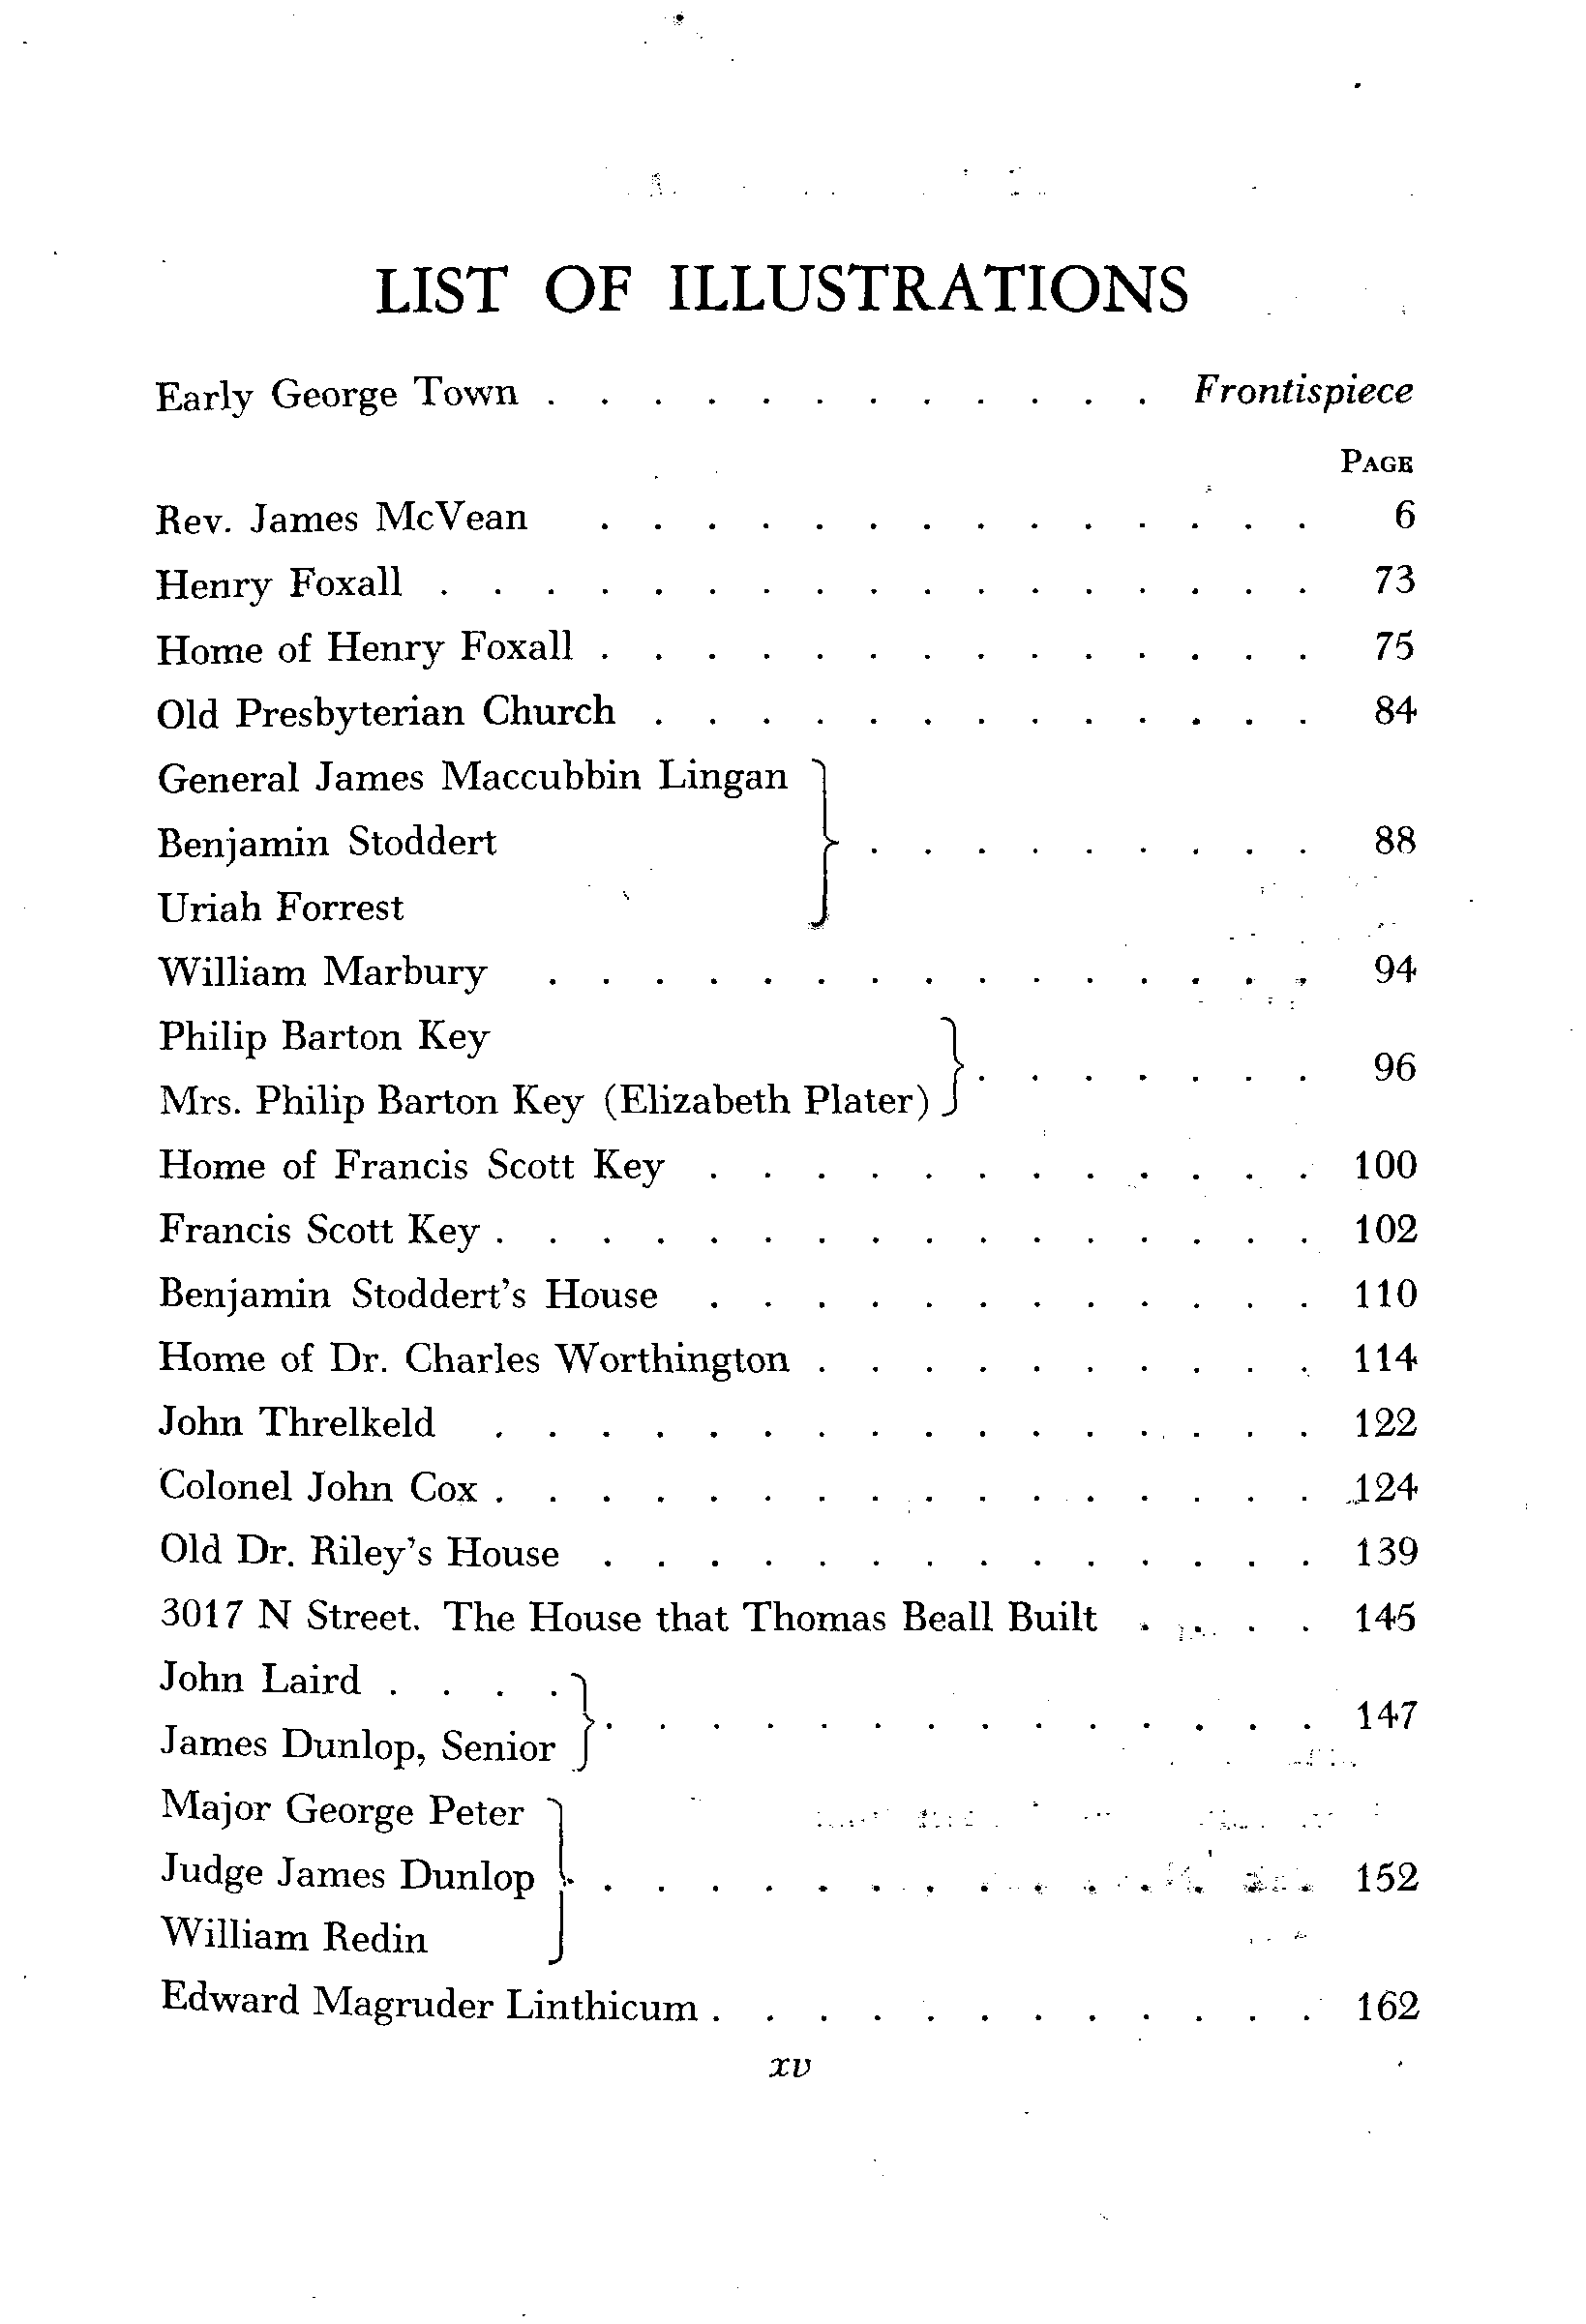 LIST OF ILLUSTRATIONS
Early George Town . . . . . . . . . . . . Frontispiece
PAGE
Rev. James McVean . . . . . . . . . . . . . . 6
Henry Foxall . . . . . . . . . . . . . . . . . 73
Home of Henry Foxall . . . . . . . . . . . . . . 75
Old Presbyterian Church . . . . . . . . . . . . . 84
General James Maccubbin Lingan
Benjamin Stoddert . . . . . . . . . 88
Uriah Forrest
William Marbury . . . . . . . . . . . . . . . 94
Philip Barton Key
96
Mrs. Philip Barton Key (Elizabeth Plater) . . . . . . .
Home of Francis Scott Key . . . . . . . . . . . . 100
Francis Scott Key . . . . . . . . . . . . . . . . 102
Benjamin Stoddert's House . . . . . . . . . . . . 110
Home of Dr. Charles Worthington . . . . . . . . . . 114
John Threlkeld . . . . . . . . . . . . . . . . 122
Colonel John Cox . . . . . . . . . . . . . . . . 124
Old Dr. Riley's House . . . . . . . . . . . . . . 139
3017 N Street. The House that Thomas Beall Built . . . . 145
John Laird . . . .
. . . . . . . . . . . . . . 147
James Dunlop, Senior
Major George Peter
Judge James Dunlop . . . . . . . . . . . . . . 152
William Redin
Edward Magruder Linthicum . . . . . . . . . . . . 162
xv